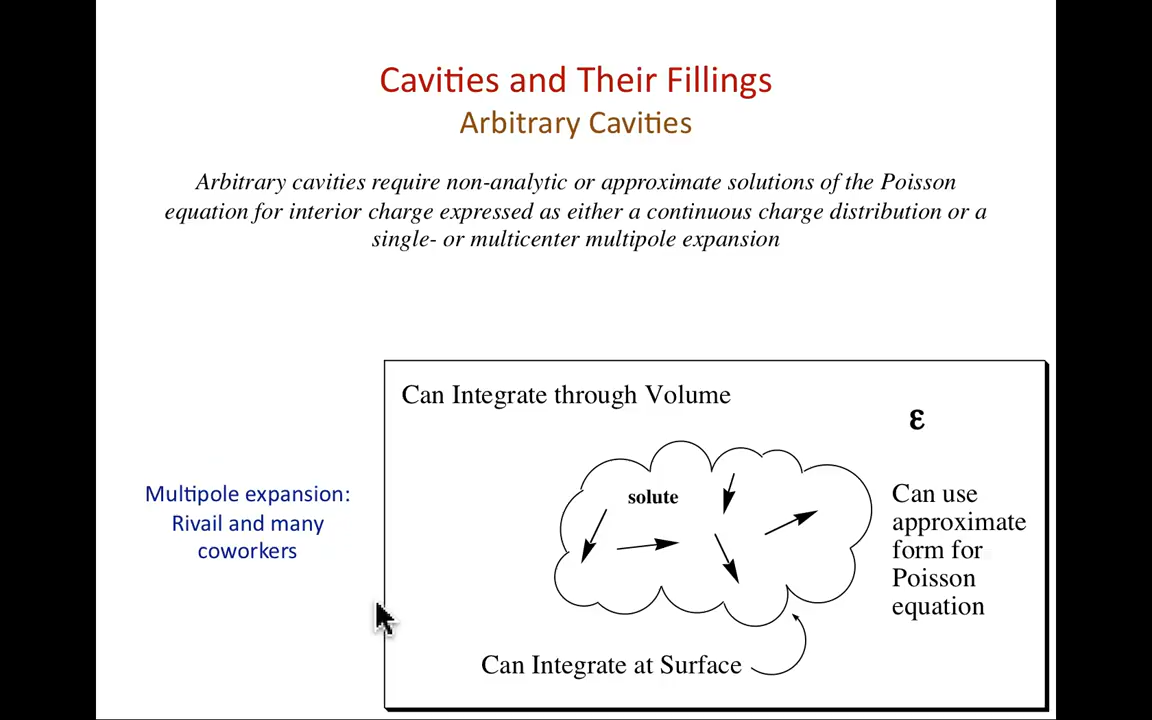 Cavities and Their Fillings
Arbitrary Cavities
Arbitrary cavities require non-analytic or approximate solutions of the Poisson
equation for interior charge expressed as either a continuous charge distribution or a
single- or multicenter multipole expansion
Can Integrate through Volume
ε
solute
Multipole expansion:
Rivail and many
coworkers
Can use
approximate
form for
Poisson
equation
Can Integrate at Surface